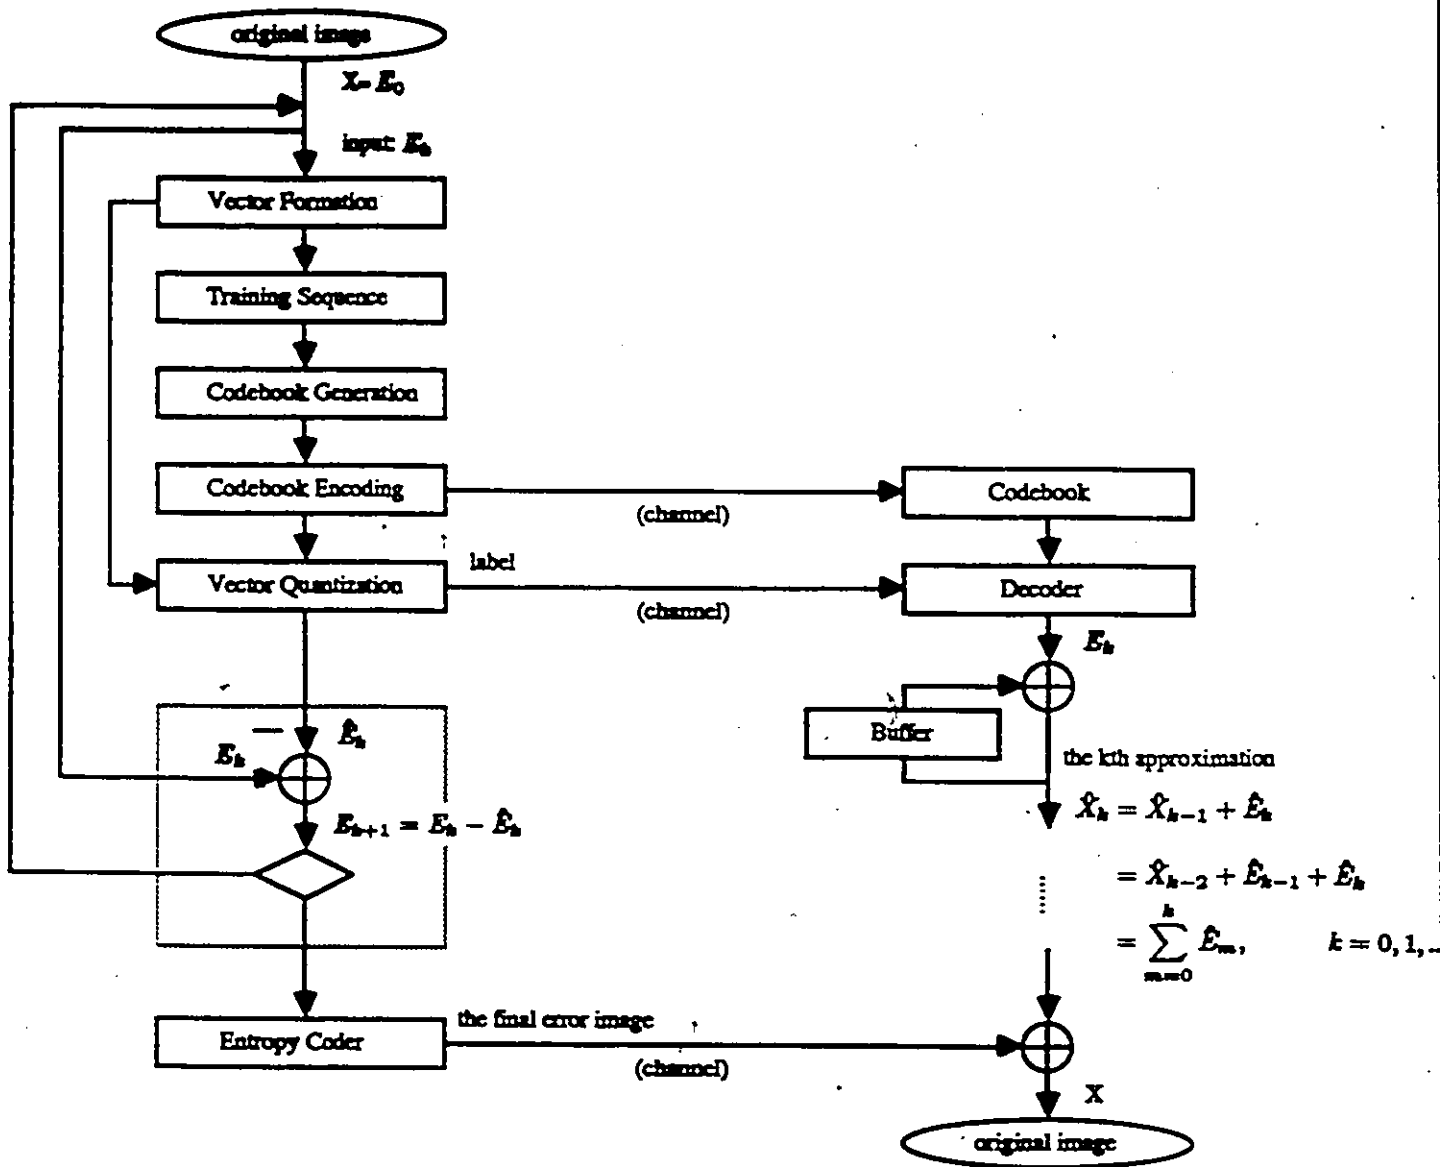 original image
X= E₀
input: Eₖ
Vector Formation
Training Sequence
Codebook Generation
Codebook Encoding
(channel)
Codebook
Vector Quantization
label
(channel)
Decoder
Eₖ
— Êₖ
Eₖ
Buffer
the kth approximation
Eₖ₊₁ = Eₖ − Êₖ
X̂ₖ = X̂ₖ₋₁ + Êₖ
= X̂ₖ₋₂ + Êₖ₋₁ + Êₖ
= ∑ₘ₌₀ᵏ Êₘ, k = 0, 1, ..
Entropy Coder
the final error image
(channel)
X
original image